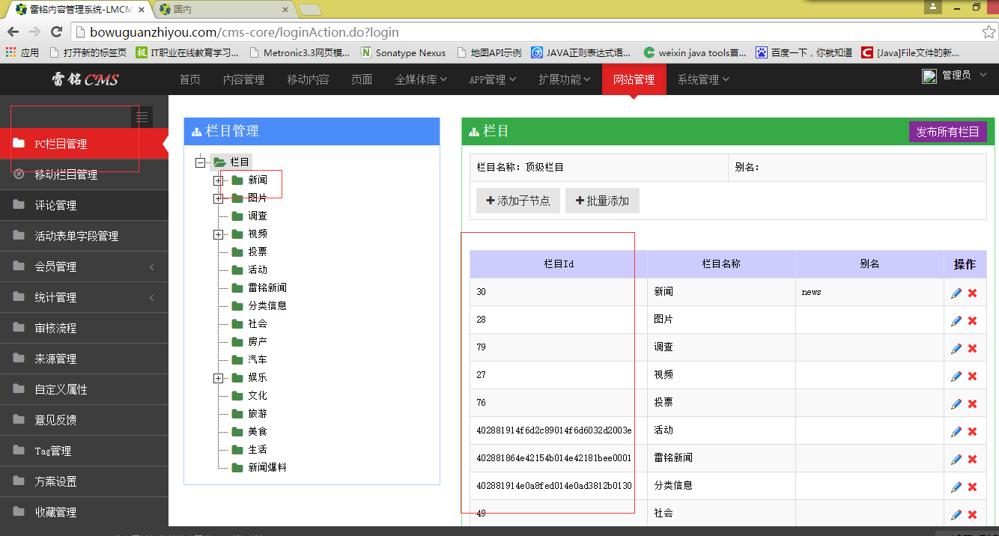 雷铭内容管理系统-LMCM
国内
bowuguanzhiyou.com/cms-core/loginAction.do?login
应用 打开新的标签页 IT职业在线教育学习... Metronic3.3网页模... Sonatype Nexus 地图API示例 JAVA正则表达式语... weixin java tools首... 百度一下，你就知道 [Java]File文件的新...
雷铭CMS 首页 内容管理 移动内容 页面 全媒体库 APP管理 扩展功能 网站管理 系统管理 管理员
PC栏目管理
移动栏目管理
评论管理
活动表单字段管理
会员管理
统计管理
审核流程
来源管理
自定义属性
意见反馈
Tag管理
方案设置
收藏管理
栏目管理
栏目
新闻
图片
调查
视频
投票
活动
雷铭新闻
分类信息
社会
房产
汽车
娱乐
文化
旅游
美食
生活
新闻爆料
栏目 发布所有栏目
栏目名称: 顶级栏目 别名:
添加子节点 批量添加
栏目Id 栏目名称 别名 操作
30 新闻 news
28 图片
79 调查
27 视频
76 投票
402881914f6d2c89014f6d6032d2003e 活动
402881864e42154b014e42181bee0001 雷铭新闻
402881914e0a8fed014e0ad3812b0130 分类信息
49 社会